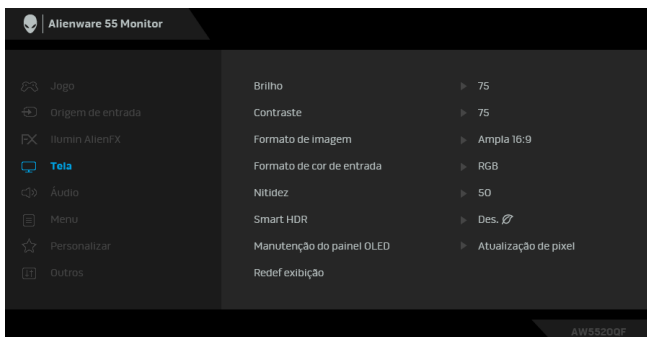 Alienware 55 Monitor
Jogo
Origem de entrada
Ilumin AlienFX
Tela
Áudio
Menu
Personalizar
Outros
Brilho 75
Contraste 75
Formato de imagem Ampla 16:9
Formato de cor de entrada RGB
Nitidez 50
Smart HDR Des.
Manutenção do painel OLED Atualização de pixel
Redef exibição
AW5520QF